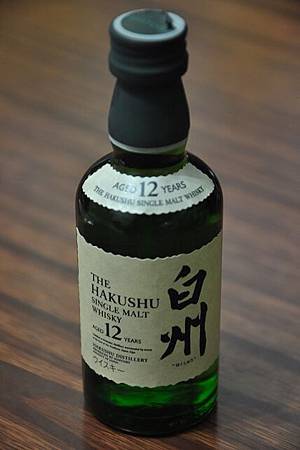 AGED 12 YEARS
THE HAKUSHU SINGLE MALT WHISKY
THE
HAKUSHU
SINGLE MALT
WHISKY
AGED 12 YEARS
HAKUSHU DISTILLERY
ウイスキー
白州